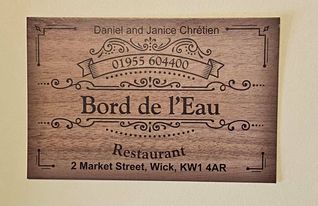 Daniel and Janice Chrétien
01955 604400
Bord de l'Eau
Restaurant
2 Market Street, Wick, KW1 4AR